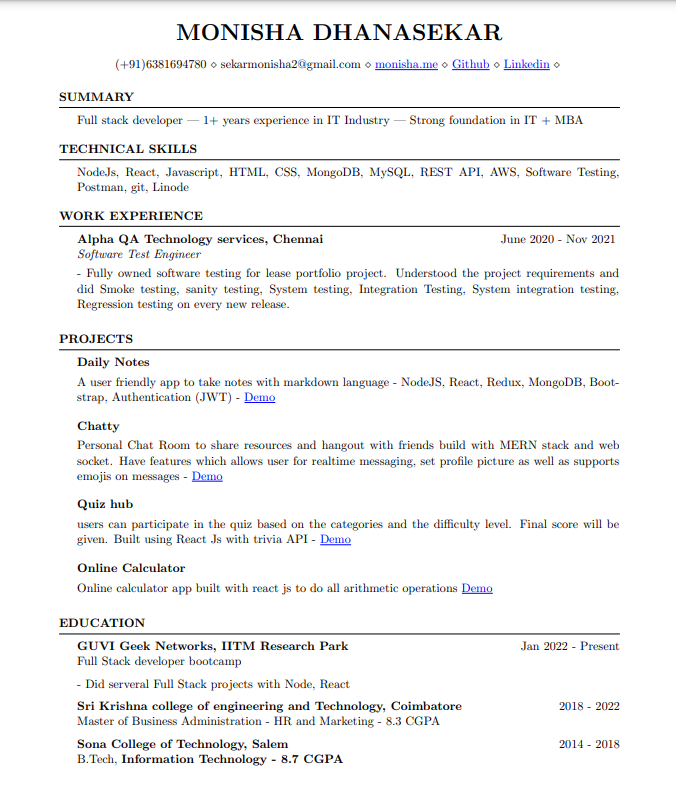 MONISHA DHANASEKAR
(+91)6381694780 ⋄ sekarmonisha2@gmail.com ⋄ monisha.me ⋄ Github ⋄ Linkedin ⋄
SUMMARY
Full stack developer — 1+ years experience in IT Industry — Strong foundation in IT + MBA
TECHNICAL SKILLS
NodeJs, React, Javascript, HTML, CSS, MongoDB, MySQL, REST API, AWS, Software Testing,
Postman, git, Linode
WORK EXPERIENCE
Alpha QA Technology services, Chennai June 2020 - Nov 2021
Software Test Engineer
- Fully owned software testing for lease portfolio project. Understood the project requirements and
did Smoke testing, sanity testing, System testing, Integration Testing, System integration testing,
Regression testing on every new release.
PROJECTS
Daily Notes
A user friendly app to take notes with markdown language - NodeJS, React, Redux, MongoDB, Boot-
strap, Authentication (JWT) - Demo
Chatty
Personal Chat Room to share resources and hangout with friends build with MERN stack and web
socket. Have features which allows user for realtime messaging, set profile picture as well as supports
emojis on messages - Demo
Quiz hub
users can participate in the quiz based on the categories and the difficulty level. Final score will be
given. Built using React Js with trivia API - Demo
Online Calculator
Online calculator app built with react js to do all arithmetic operations Demo
EDUCATION
GUVI Geek Networks, IITM Research Park Jan 2022 - Present
Full Stack developer bootcamp
- Did serveral Full Stack projects with Node, React
Sri Krishna college of engineering and Technology, Coimbatore 2018 - 2022
Master of Business Administration - HR and Marketing - 8.3 CGPA
Sona College of Technology, Salem 2014 - 2018
B.Tech, Information Technology - 8.7 CGPA